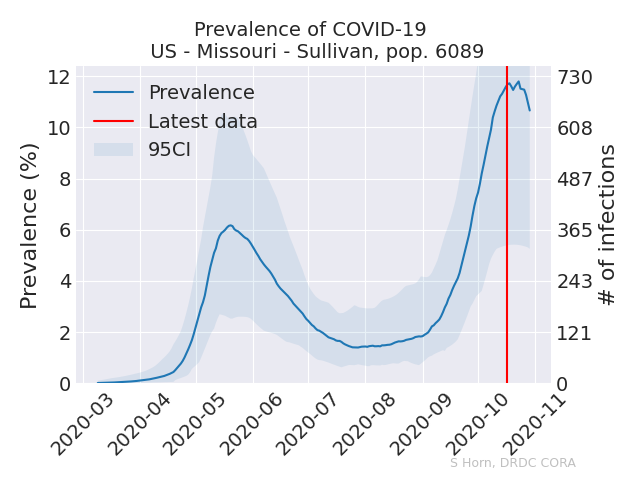 Prevalence of COVID-19
US - Missouri - Sullivan, pop. 6089
Prevalence
Latest data
95CI
Prevalence (%)
12
10
8
6
4
2
0
730
608
487
365
243
121
0
# of infections
2020-03
2020-04
2020-05
2020-06
2020-07
2020-08
2020-09
2020-10
2020-11
S Horn, DRDC CORA